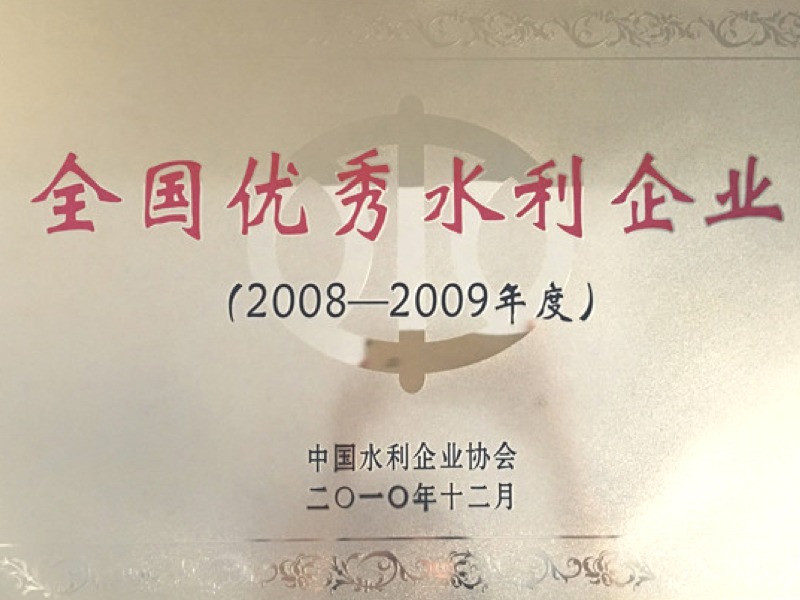 全国优秀水利企业
（2008—2009年度）
中国水利企业协会
二〇一〇年十二月